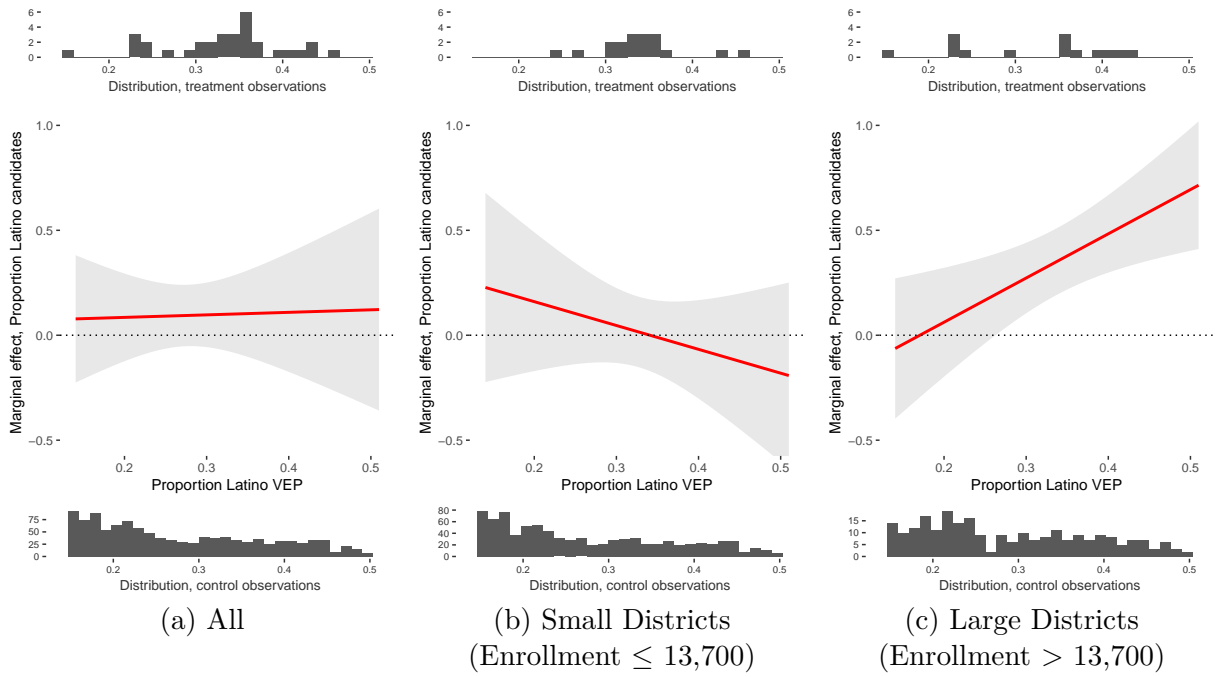 6
4
2
0
0.2 0.3 0.4 0.5
Distribution, treatment observations
6
4
2
0
0.2 0.3 0.4 0.5
Distribution, treatment observations
6
4
2
0
0.2 0.3 0.4 0.5
Distribution, treatment observations
Marginal effect, Proportion Latino candidates
1.0
0.5
0.0
−0.5
0.2 0.3 0.4 0.5
Proportion Latino VEP
Marginal effect, Proportion Latino candidates
1.0
0.5
0.0
−0.5
0.2 0.3 0.4 0.5
Proportion Latino VEP
Marginal effect, Proportion Latino candidates
1.0
0.5
0.0
−0.5
0.2 0.3 0.4 0.5
Proportion Latino VEP
75
50
25
0
0.2 0.3 0.4 0.5
Distribution, control observations
80
60
40
20
0
0.2 0.3 0.4 0.5
Distribution, control observations
15
10
5
0
0.2 0.3 0.4 0.5
Distribution, control observations
(a) All
(b) Small Districts
(Enrollment ≤ 13,700)
(c) Large Districts
(Enrollment > 13,700)